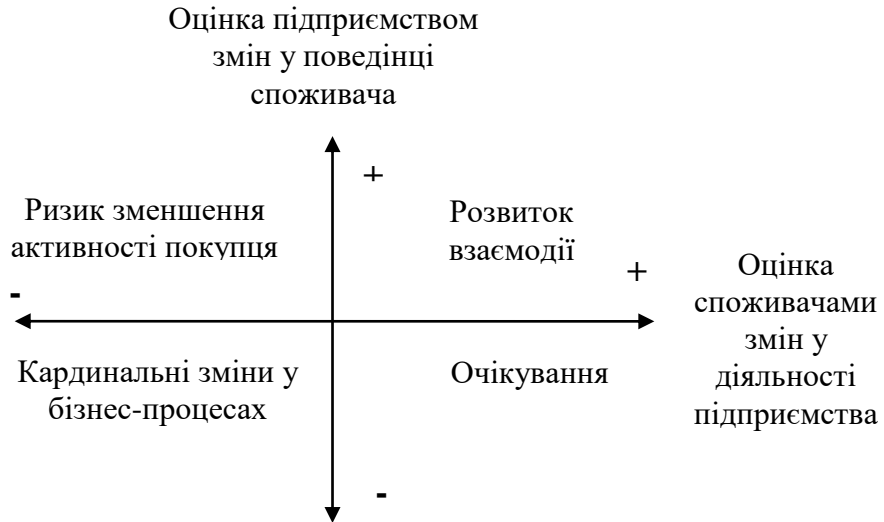 Оцінка підприємством
змін у поведінці
споживача
+
Ризик зменшення
активності покупця
Розвиток
взаємодії
+
-
Оцінка
споживачами
змін у
діяльності
підприємства
Кардинальні зміни у
бізнес-процесах
Очікування
-